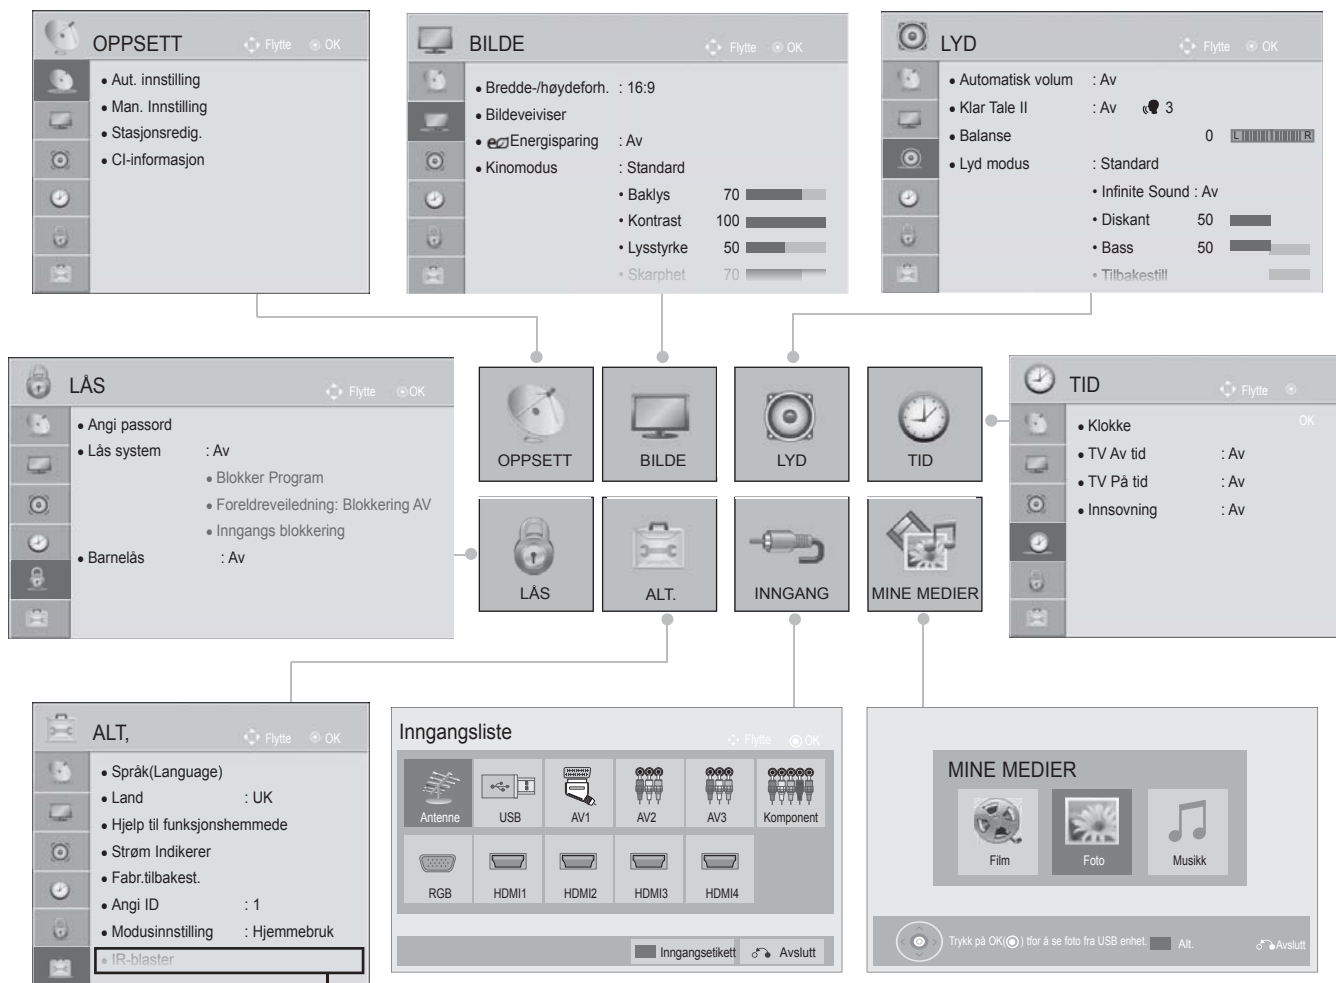 OPPSETT
Flytte OK
• Aut. innstilling
• Man. Innstilling
• Stasjonsredig.
• CI-informasjon
BILDE
Flytte OK
• Bredde-/høydeforh. : 16:9
• Bildeveiviser
• Energisparing : Av
• Kinomodus : Standard
• Baklys 70
• Kontrast 100
• Lysstyrke 50
• Skarphet 70
LYD
Flytte OK
• Automatisk volum : Av
• Klar Tale II : Av 3
• Balanse 0 L R
• Lyd modus : Standard
• Infinite Sound : Av
• Diskant 50
• Bass 50
• Tilbakestill
LÅS
Flytte OK
• Angi passord
• Lås system : Av
• Blokker Program
• Foreldreveiledning: Blokkering AV
• Inngangs blokkering
• Barnelås : Av
OPPSETT
BILDE
LYD
TID
LÅS
ALT.
INNGANG
MINE MEDIER
TID
Flytte
OK
• Klokke
• TV Av tid : Av
• TV På tid : Av
• Innsovning : Av
ALT,
Flytte OK
• Språk(Language)
• Land : UK
• Hjelp til funksjonshemmede
• Strøm Indikerer
• Fabr.tilbakest.
• Angi ID : 1
• Modusinnstilling : Hjemmebruk
• IR-blaster
Inngangsliste
Flytte OK
Antenne USB AV1 AV2 AV3 Komponent
RGB HDMI1 HDMI2 HDMI3 HDMI4
Inngangsetikett Avslutt
MINE MEDIER
Film Foto Musikk
Trykk på OK( ) tfor å se foto fra USB enhet. Alt. Avslutt